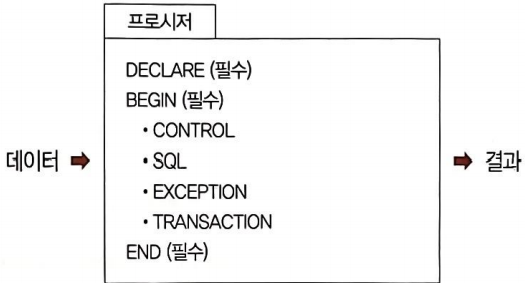 프로시저
DECLARE (필수)
BEGIN (필수)
• CONTROL
데이터 ➡ • SQL ➡ 결과
• EXCEPTION
• TRANSACTION
END (필수)